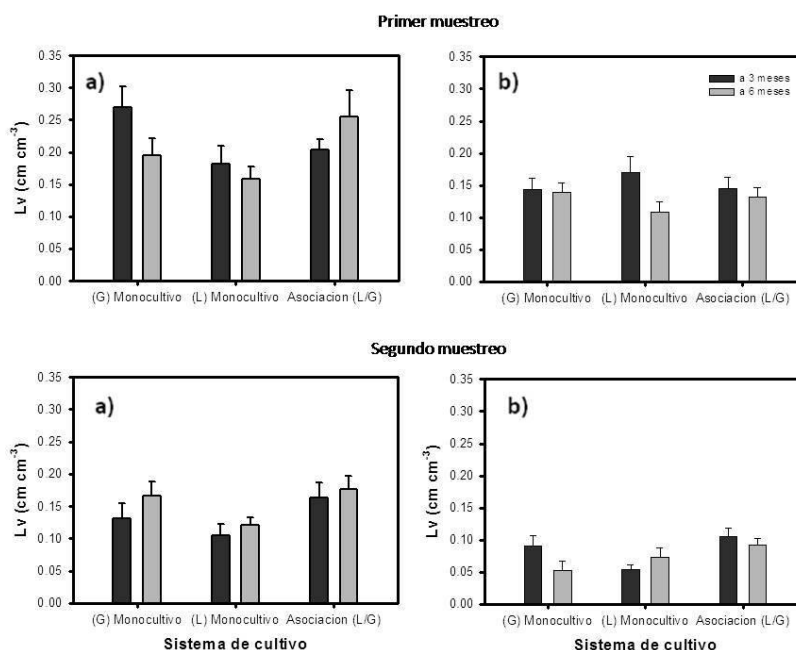 Primer muestreo
a)
Lv (cm cm-3)
0.35
0.30
0.25
0.20
0.15
0.10
0.05
0.00
(G) Monocultivo (L) Monocultivo Asociacion (L/G)
b)
a 3 meses
a 6 meses
Lv (cm cm-3)
0.35
0.30
0.25
0.20
0.15
0.10
0.05
0.00
(G) Monocultivo (L) Monocultivo Asociacion (L/G)
Segundo muestreo
a)
Lv (cm cm-3)
0.35
0.30
0.25
0.20
0.15
0.10
0.05
0.00
(G) Monocultivo (L) Monocultivo Asociacion (L/G)
Sistema de cultivo
b)
Lv (cm cm-3)
0.35
0.30
0.25
0.20
0.15
0.10
0.05
0.00
(G) Monocultivo (L) Monocultivo Asociacion (L/G)
Sistema de cultivo